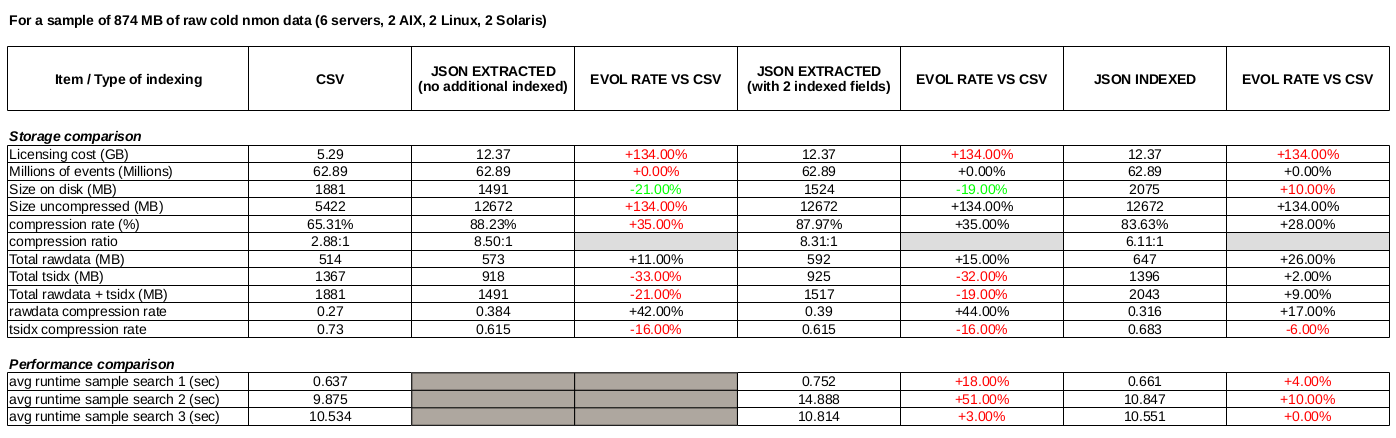 For a sample of 874 MB of raw cold nmon data (6 servers, 2 AIX, 2 Linux, 2 Solaris)
Item / Type of indexing CSV JSON EXTRACTED (no additional indexed) EVOL RATE VS CSV JSON EXTRACTED (with 2 indexed fields) EVOL RATE VS CSV JSON INDEXED EVOL RATE VS CSV
Storage comparison
Licensing cost (GB) 5.29 12.37 +134.00% 12.37 +134.00% 12.37 +134.00%
Millions of events (Millions) 62.89 62.89 +0.00% 62.89 +0.00% 62.89 +0.00%
Size on disk (MB) 1881 1491 -21.00% 1524 -19.00% 2075 +10.00%
Size uncompressed (MB) 5422 12672 +134.00% 12672 +134.00% 12672 +134.00%
compression rate (%) 65.31% 88.23% +35.00% 87.97% +35.00% 83.63% +28.00%
compression ratio 2.88:1 8.50:1 8.31:1 6.11:1
Total rawdata (MB) 514 573 +11.00% 592 +15.00% 647 +26.00%
Total tsidx (MB) 1367 918 -33.00% 925 -32.00% 1396 +2.00%
Total rawdata + tsidx (MB) 1881 1491 -21.00% 1517 -19.00% 2043 +9.00%
rawdata compression rate 0.27 0.384 +42.00% 0.39 +44.00% 0.316 +17.00%
tsidx compression rate 0.73 0.615 -16.00% 0.615 -16.00% 0.683 -6.00%
Performance comparison
avg runtime sample search 1 (sec) 0.637 0.752 +18.00% 0.661 +4.00%
avg runtime sample search 2 (sec) 9.875 14.888 +51.00% 10.847 +10.00%
avg runtime sample search 3 (sec) 10.534 10.814 +3.00% 10.551 +0.00%